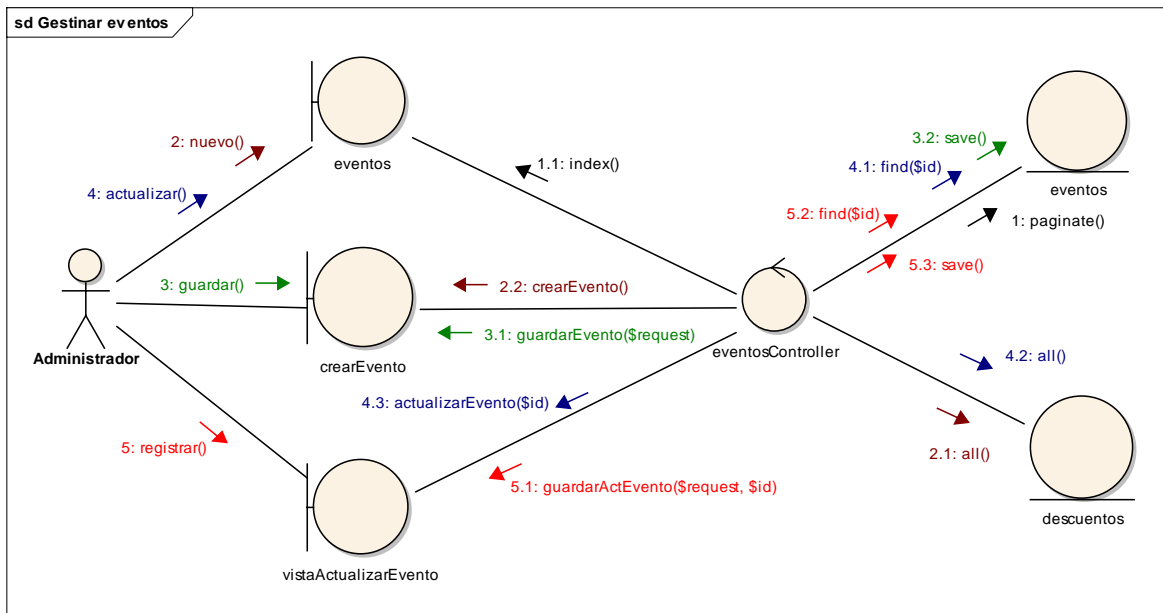 sd Gestinar eventos
2: nuevo()
4: actualizar()
eventos
1.1: index()
3.2: save()
4.1: find($id)
eventos
5.2: find($id)
1: paginate()
5.3: save()
3: guardar()
2.2: crearEvento()
3.1: guardarEvento($request)
Administrador
crearEvento
eventosController
4.2: all()
4.3: actualizarEvento($id)
2.1: all()
5: registrar()
5.1: guardarActEvento($request, $id)
descuentos
vistaActualizarEvento